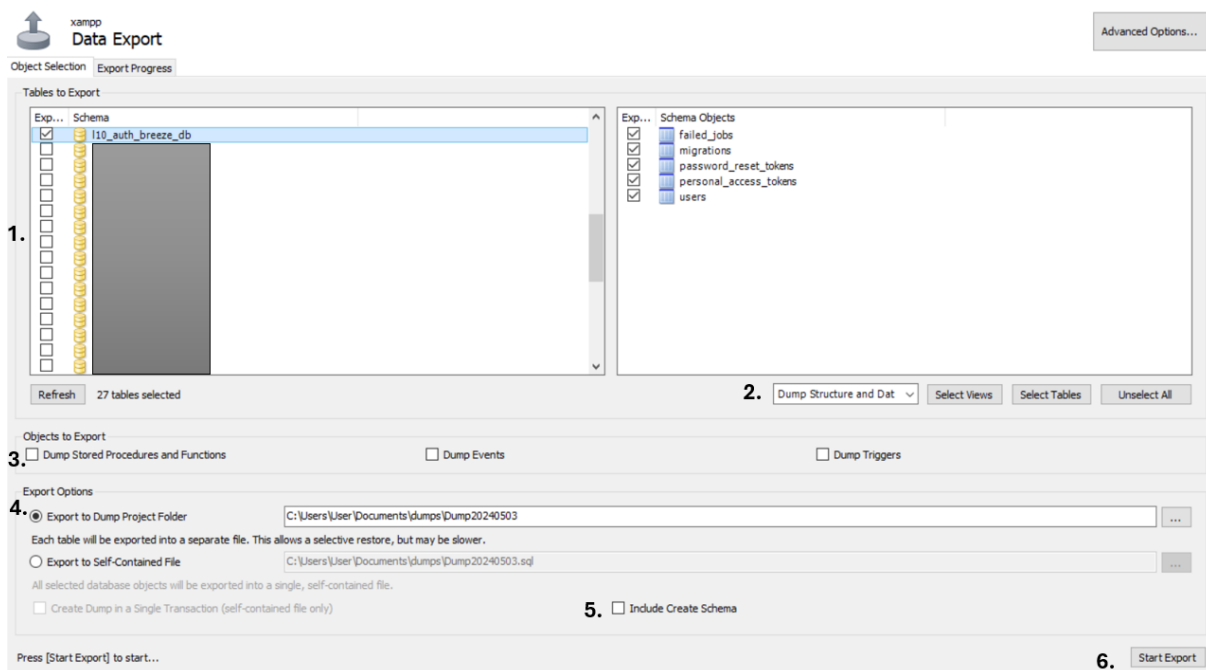 xampp
Data Export
Advanced Options...
Object Selection Export Progress
Tables to Export
Exp... Schema
l10_auth_breeze_db
Exp... Schema Objects
failed_jobs
migrations
password_reset_tokens
personal_access_tokens
users
1.
Refresh 27 tables selected
2. Dump Structure and Dat Select Views Select Tables Unselect All
Objects to Export
3. Dump Stored Procedures and Functions Dump Events Dump Triggers
Export Options
4. Export to Dump Project Folder C:\Users\User\Documents\dumps\Dump20240503 ...
Each table will be exported into a separate file. This allows a selective restore, but may be slower.
Export to Self-Contained File C:\Users\User\Documents\dumps\Dump20240503.sql ...
All selected database objects will be exported into a single, self-contained file.
Create Dump in a Single Transaction (self-contained file only) 5. Include Create Schema
Press [Start Export] to start... 6. Start Export